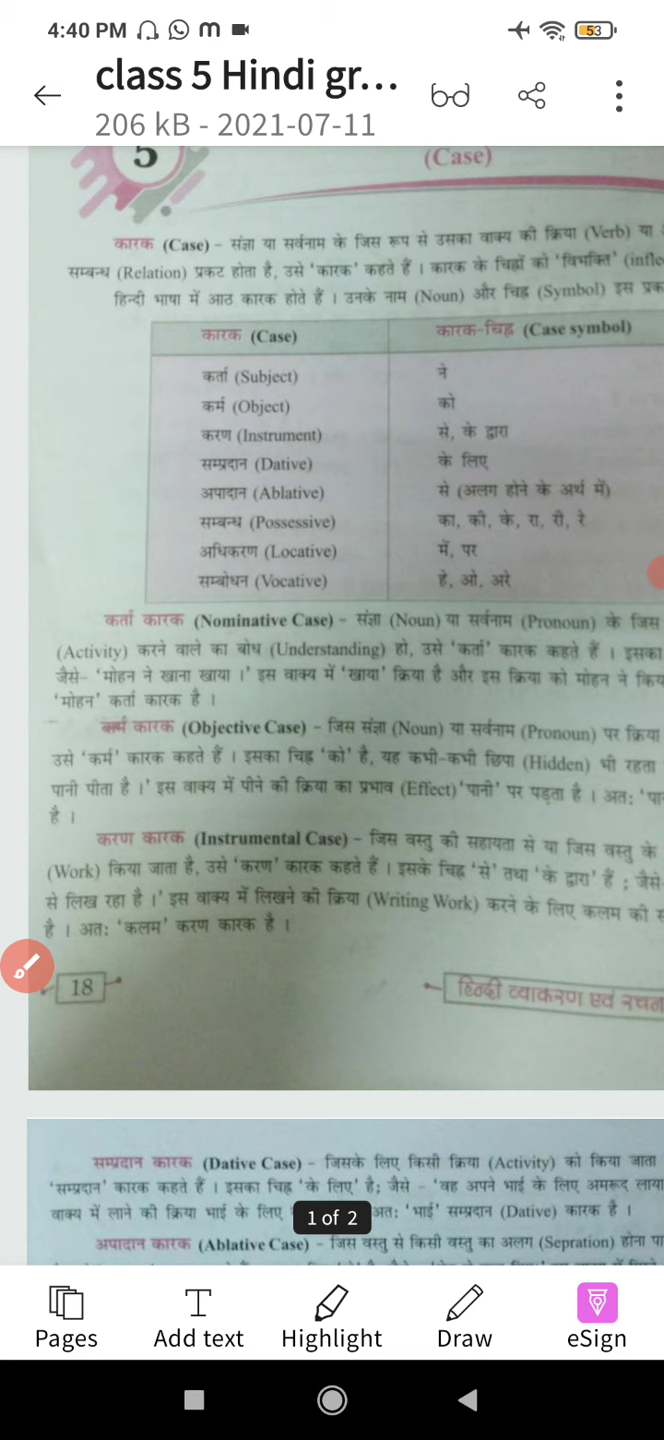 4:40 PM
53
class 5 Hindi gr...
206 kB - 2021-07-11
5
(Case)
कारक (Case) – संज्ञा या सर्वनाम के जिस रूप से उसका वाक्य की क्रिया (Verb) या
सम्बन्ध (Relation) प्रकट होता है, उसे ‘कारक’ कहते हैं । कारक के चिह्नों को ‘विभक्ति’ (infle
हिन्दी भाषा में आठ कारक होते हैं । उनके नाम (Noun) और चिह्न (Symbol) इस प्रक
कारक (Case) कारक-चिह्न (Case symbol)
कर्ता (Subject) ने
कर्म (Object) को
करण (Instrument) से, के द्वारा
सम्प्रदान (Dative) के लिए
अपादान (Ablative) से (अलग होने के अर्थ में)
सम्बन्ध (Possessive) का, की, के, रा, री, रे
अधिकरण (Locative) में, पर
सम्बोधन (Vocative) हे, ओ, अरे
कर्ता कारक (Nominative Case) – संज्ञा (Noun) या सर्वनाम (Pronoun) के जिस
(Activity) करने वाले का बोध (Understanding) हो, उसे ‘कर्ता’ कारक कहते हैं । इसका
जैसे– ‘मोहन ने खाना खाया ।’ इस वाक्य में ‘खाया’ क्रिया है और इस क्रिया को मोहन ने किय
‘मोहन’ कर्ता कारक है ।
कर्म कारक (Objective Case) – जिस संज्ञा (Noun) या सर्वनाम (Pronoun) पर क्रिया
उसे ‘कर्म’ कारक कहते हैं । इसका चिह्न ‘को’ है, यह कभी-कभी छिपा (Hidden) भी रहता
पानी पीता है ।’ इस वाक्य में पीने की क्रिया का प्रभाव (Effect) ‘पानी’ पर पड़ता है । अत: ‘पा
है ।
करण कारक (Instrumental Case) – जिस वस्तु की सहायता से या जिस वस्तु के
(Work) किया जाता है, उसे ‘करण’ कारक कहते हैं । इसके चिह्न ‘से’ तथा ‘के द्वारा’ हैं ; जैसे
से लिख रहा है ।’ इस वाक्य में लिखने की क्रिया (Writing Work) करने के लिए कलम की स
है । अत: ‘कलम’ करण कारक है ।
18
हिन्दी व्याकरण एवं रचना
सम्प्रदान कारक (Dative Case) – जिसके लिए किसी क्रिया (Activity) को किया जाता
‘सम्प्रदान’ कारक कहते हैं । इसका चिह्न ‘के लिए’ है; जैसे – ‘वह अपने भाई के लिए अमरूद लाया
वाक्य में लाने की क्रिया भाई के लिए अत: ‘भाई’ सम्प्रदान (Dative) कारक है ।
1 of 2
अपादान कारक (Ablative Case) – जिस वस्तु से किसी वस्तु का अलग (Sepration) होना पा
Pages Add text Highlight Draw eSign